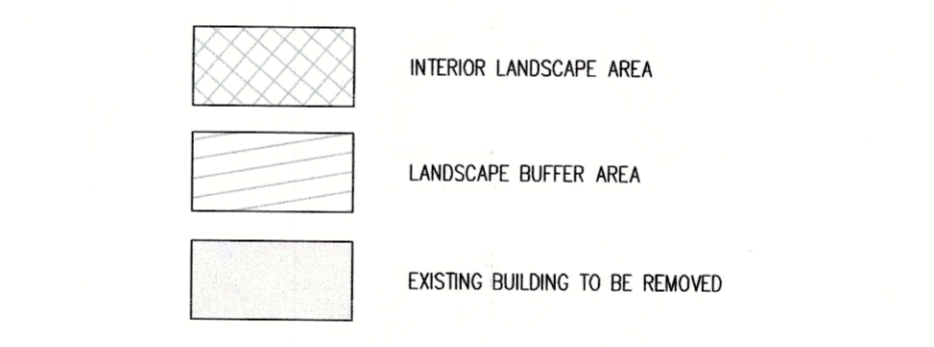 INTERIOR LANDSCAPE AREA
LANDSCAPE BUFFER AREA
EXISTING BUILDING TO BE REMOVED